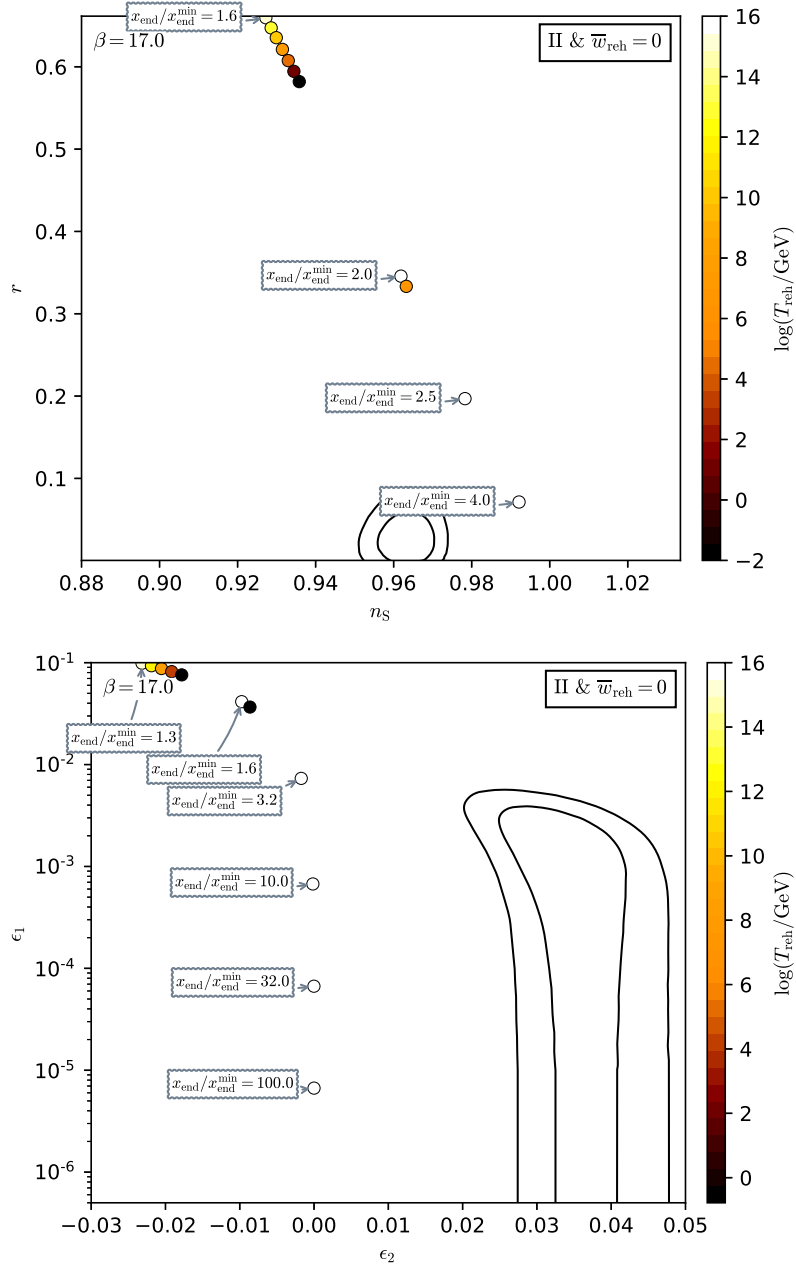 x_end/x_end^min = 1.6
β = 17.0
II & w̅_reh = 0
x_end/x_end^min = 2.0
x_end/x_end^min = 2.5
x_end/x_end^min = 4.0
0.6
0.5
0.4
0.3
0.2
0.1
r
0.88 0.90 0.92 0.94 0.96 0.98 1.00 1.02
n_S
16
14
12
10
8
6
4
2
0
−2
log(T_reh/GeV)
β = 17.0
II & w̅_reh = 0
x_end/x_end^min = 1.3
x_end/x_end^min = 1.6
x_end/x_end^min = 3.2
x_end/x_end^min = 10.0
x_end/x_end^min = 32.0
x_end/x_end^min = 100.0
10^-1
10^-2
10^-3
10^-4
10^-5
10^-6
ϵ_1
−0.03 −0.02 −0.01 0.00 0.01 0.02 0.03 0.04 0.05
ϵ_2
16
14
12
10
8
6
4
2
0
log(T_reh/GeV)